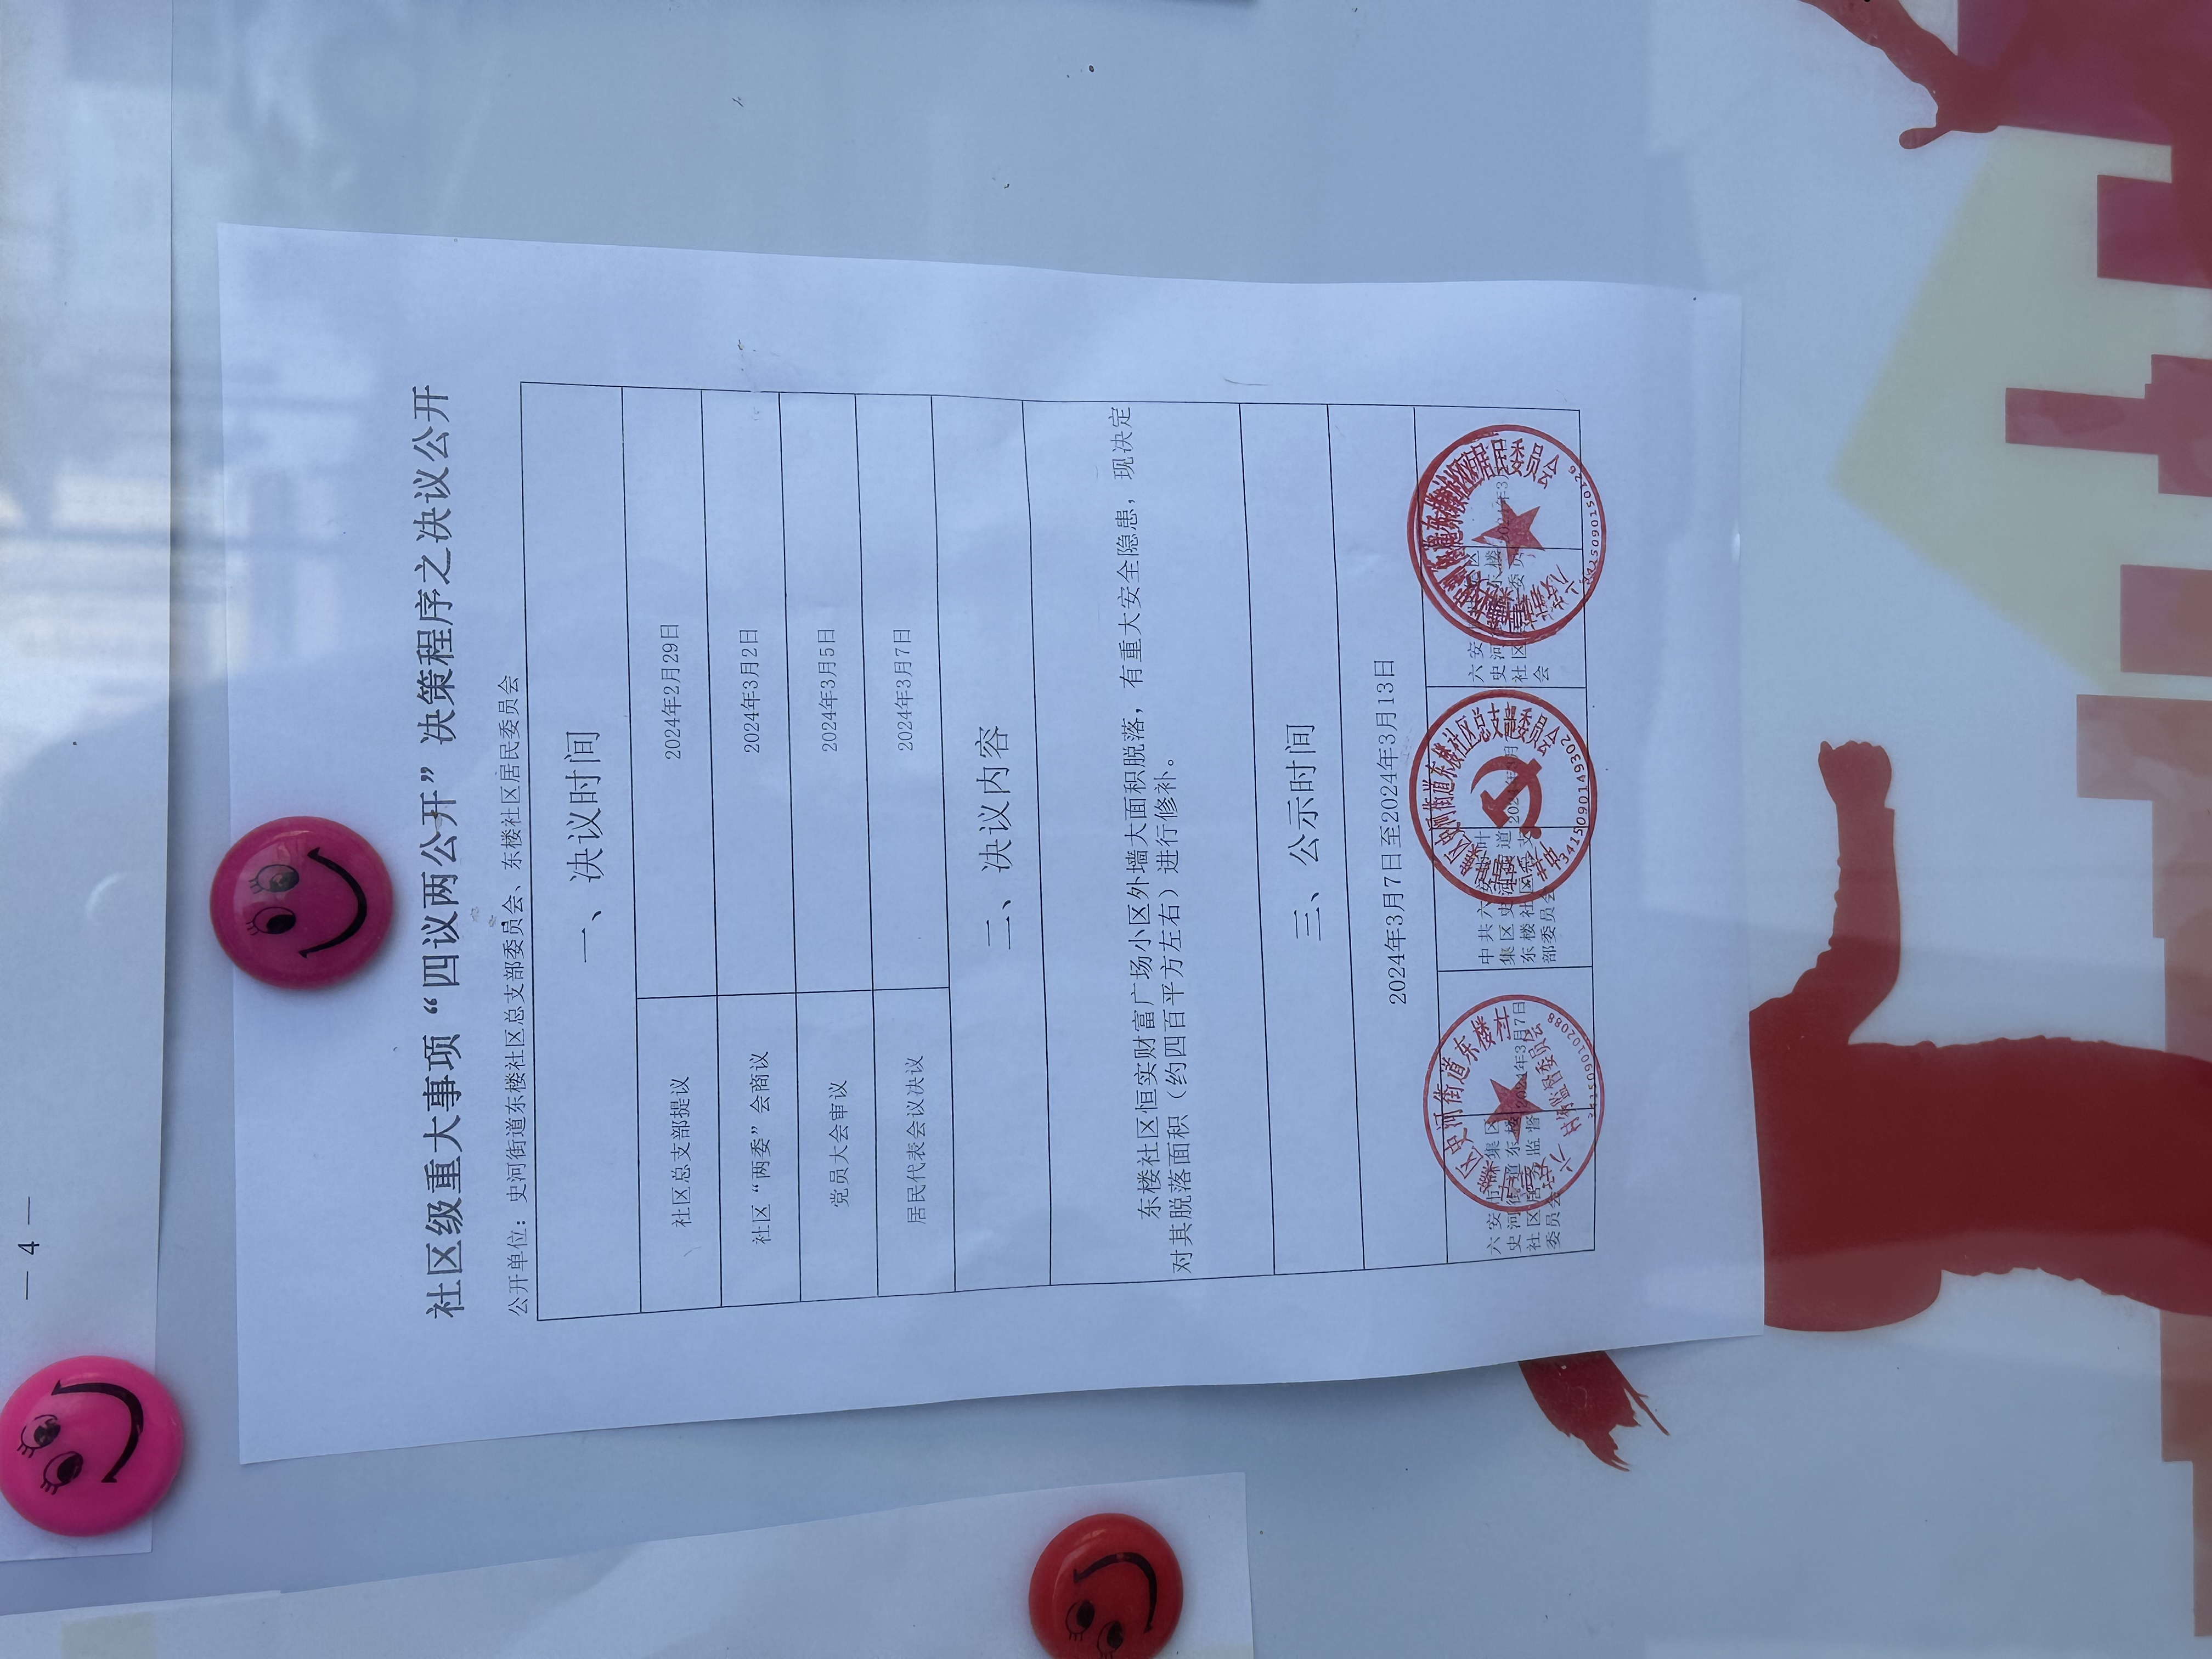 — 4 —
社区级重大事项“四议两公开”决策程序之决议公开
公开单位：史河街道东楼社区总支部委员会、东楼社区居民委员会
一、决议时间
社区总支部提议 2024年2月29日
社区“两委”会商议 2024年3月2日
党员大会审议 2024年3月5日
居民代表会议决议 2024年3月7日
二、决议内容
东楼社区恒实财富广场小区外墙大面积脱落，有重大安全隐患，现决定
对其脱落面积（约四百平方左右）进行修补。
三、公示时间
2024年3月7日至2024年3月13日
六安市叶集区
史河街道东楼
社区居务监督
委员会
2024年3月7日
中共六安市叶
集区史河街道
东楼社区总支
部委员会
六安
史河
社区
会